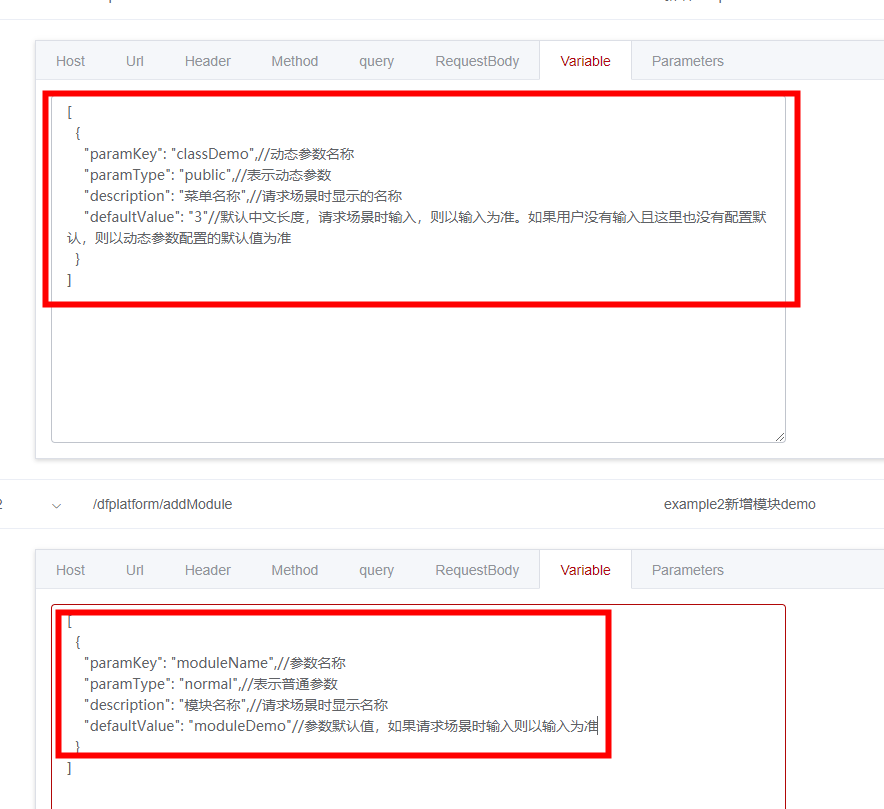 Host Url Header Method query RequestBody Variable Parameters
[
{
"paramKey": "classDemo",//动态参数名称
"paramType": "public",//表示动态参数
"description": "菜单名称",//请求场景时显示的名称
"defaultValue": "3"//默认中文长度，请求场景时输入，则以输入为准。如果用户没有输入且这里也没有配置默
认，则以动态参数配置的默认值为准
}
]
2 /dfplatform/addModule example2新增模块demo
Host Url Header Method query RequestBody Variable Parameters
[
{
"paramKey": "moduleName",//参数名称
"paramType": "normal",//表示普通参数
"description": "模块名称",//请求场景时显示名称
"defaultValue": "moduleDemo"//参数默认值，如果请求场景时输入则以输入为准
}
]